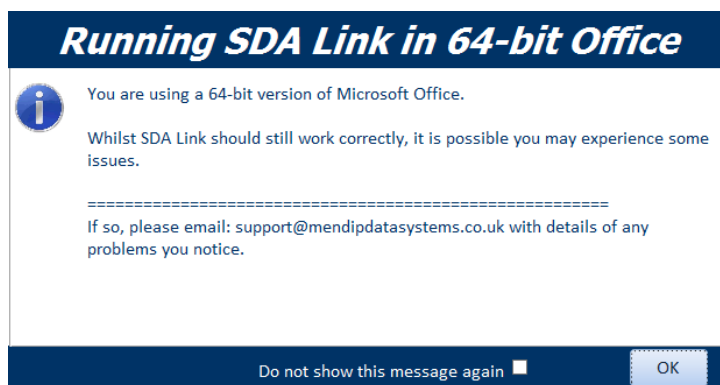 Running SDA Link in 64-bit Office
You are using a 64-bit version of Microsoft Office.
Whilst SDA Link should still work correctly, it is possible you may experience some
issues.
========================================================
If so, please email: support@mendipdatasystems.co.uk with details of any
problems you notice.
Do not show this message again
OK